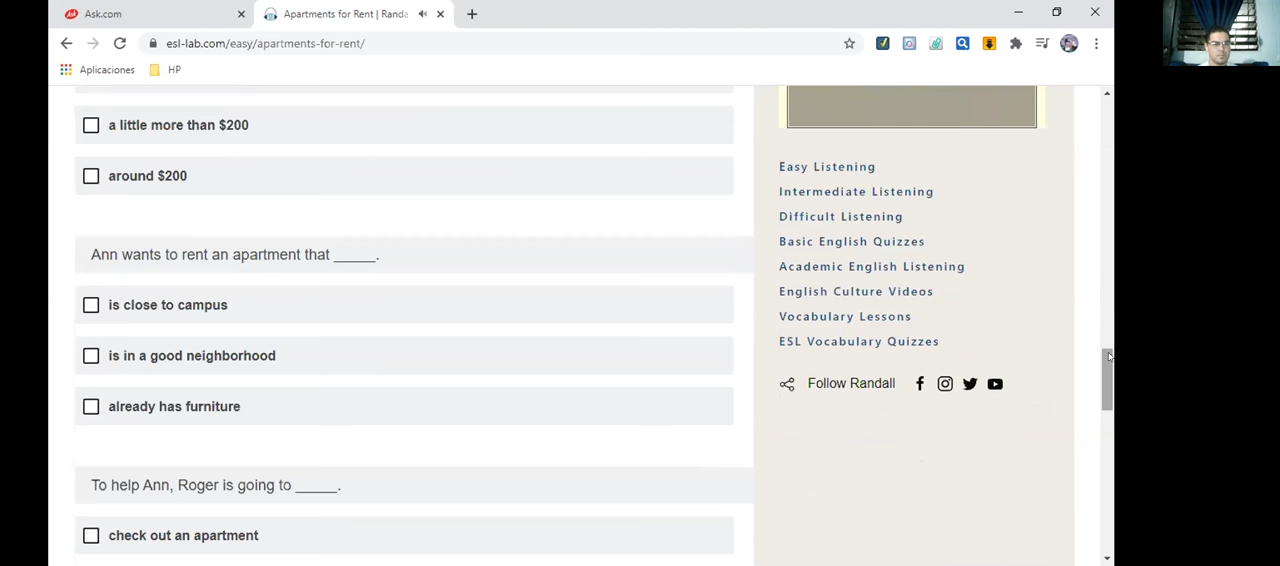 Ask.com
Apartments for Rent | Randa
esl-lab.com/easy/apartments-for-rent/
Aplicaciones
HP
a little more than $200
around $200
Ann wants to rent an apartment that _____.
is close to campus
is in a good neighborhood
already has furniture
To help Ann, Roger is going to _____.
check out an apartment
Easy Listening
Intermediate Listening
Difficult Listening
Basic English Quizzes
Academic English Listening
English Culture Videos
Vocabulary Lessons
ESL Vocabulary Quizzes
Follow Randall